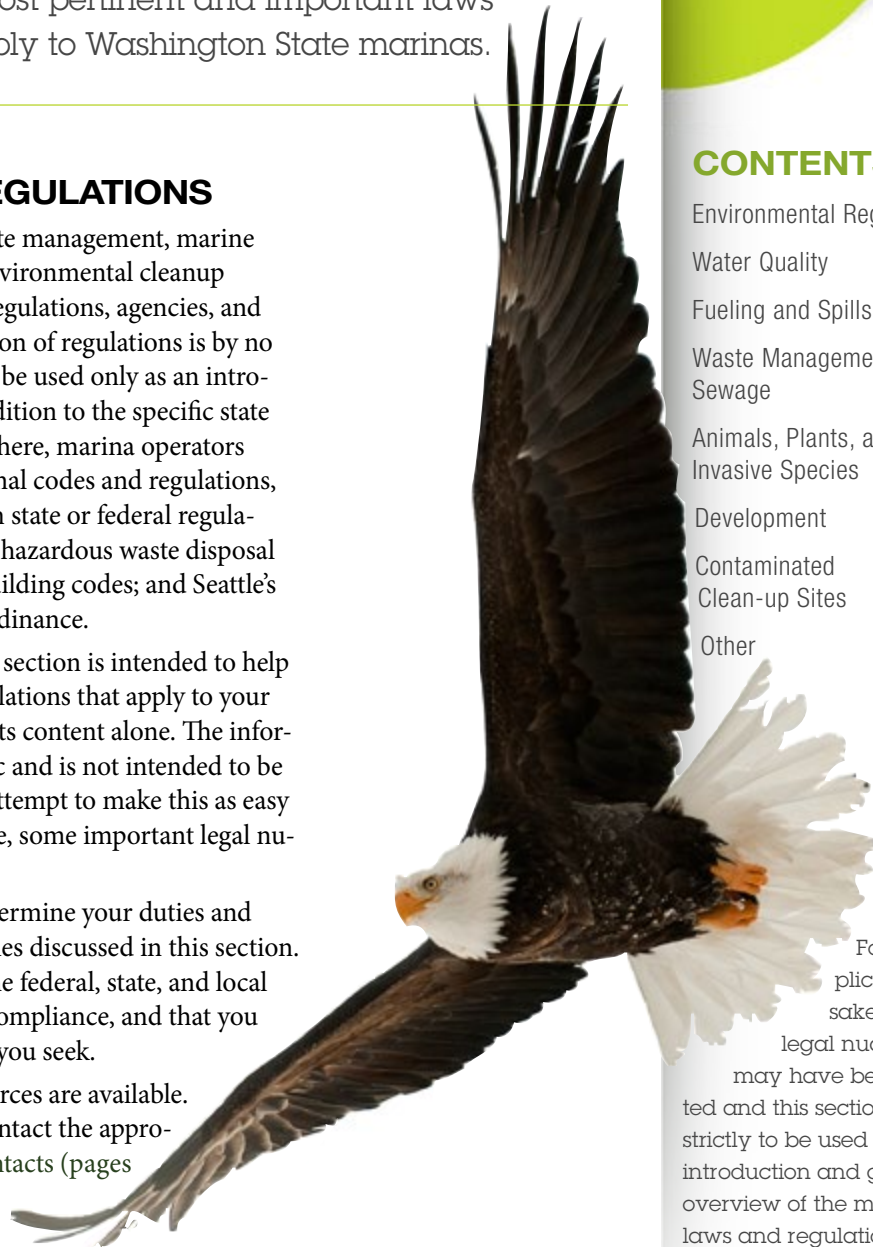 ost pertinent and important laws
ply to Washington State marinas.
EGULATIONS
te management, marine
vironmental cleanup
egulations, agencies, and
ion of regulations is by no
be used only as an intro-
dition to the specific state
here, marina operators
nal codes and regulations,
n state or federal regula-
hazardous waste disposal
ilding codes; and Seattle’s
dinance.
section is intended to help
lations that apply to your
ts content alone. The infor-
c and is not intended to be
ttempt to make this as easy
e, some important legal nu-
ermine your duties and
ies discussed in this section.
e federal, state, and local
ompliance, and that you
you seek.
rces are available.
ntact the appro-
ntacts (pages
CONTENTS
Environmental Reg
Water Quality
Fueling and Spills
Waste Manageme
Sewage
Animals, Plants, a
Invasive Species
Development
Contaminated
Clean-up Sites
Other
Fo
plic
sake
legal nua
may have be
ted and this sectio
strictly to be used
introduction and g
overview of the m
laws and regulatio